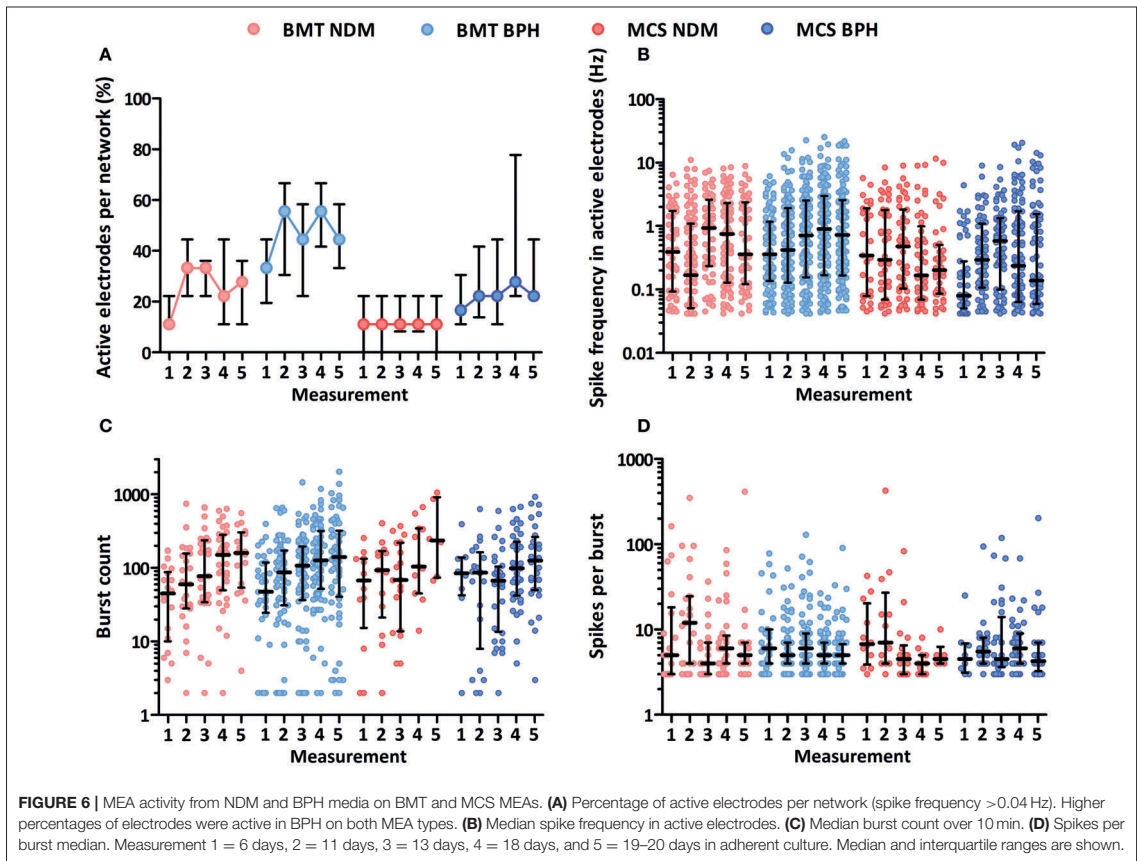 BMT NDM BMT BPH MCS NDM MCS BPH
A
Active electrodes per network (%)
100
80
60
40
20
0
1 2 3 4 5 1 2 3 4 5 1 2 3 4 5 1 2 3 4 5
Measurement
B
Spike frequency in active electrodes (Hz)
100
10
1
0.1
0.01
1 2 3 4 5 1 2 3 4 5 1 2 3 4 5 1 2 3 4 5
Measurement
C
Burst count
1000
100
10
1
1 2 3 4 5 1 2 3 4 5 1 2 3 4 5 1 2 3 4 5
Measurement
D
Spikes per burst
1000
100
10
1
1 2 3 4 5 1 2 3 4 5 1 2 3 4 5 1 2 3 4 5
Measurement
FIGURE 6 | MEA activity from NDM and BPH media on BMT and MCS MEAs. (A) Percentage of active electrodes per network (spike frequency >0.04 Hz). Higher
percentages of electrodes were active in BPH on both MEA types. (B) Median spike frequency in active electrodes. (C) Median burst count over 10 min. (D) Spikes per
burst median. Measurement 1 = 6 days, 2 = 11 days, 3 = 13 days, 4 = 18 days, and 5 = 19–20 days in adherent culture. Median and interquartile ranges are shown.